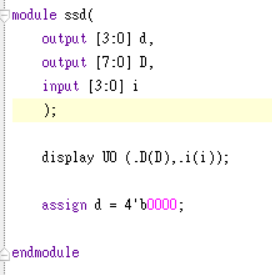 module ssd(
output [3:0] d,
output [7:0] D,
input [3:0] i
);
display U0 (.D(D),.i(i));
assign d = 4'b0000;
endmodule